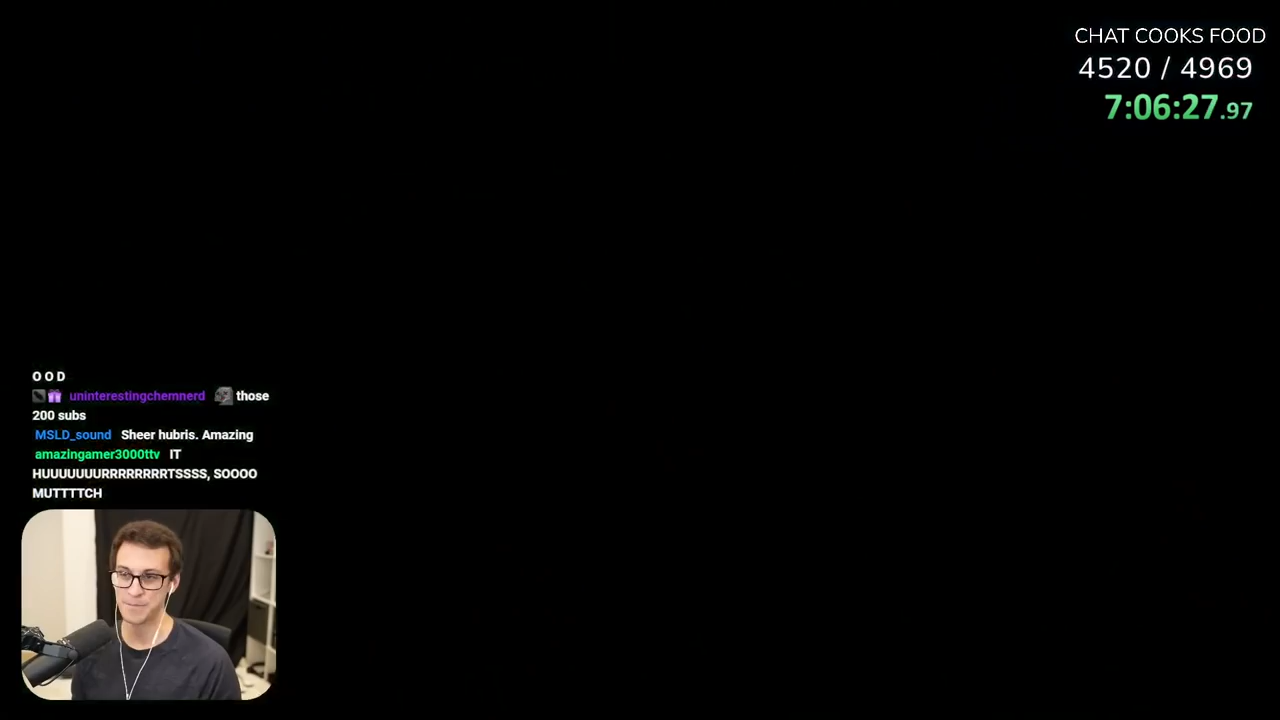 CHAT COOKS FOOD
4520 / 4969
7:06:27.97
O O D
uninterestingchemnerd those
200 subs
MSLD_sound Sheer hubris. Amazing
amazingamer3000ttv IT
HUUUUUUURRRRRRRRTSSSS, SOOOO
MUTTTTCH